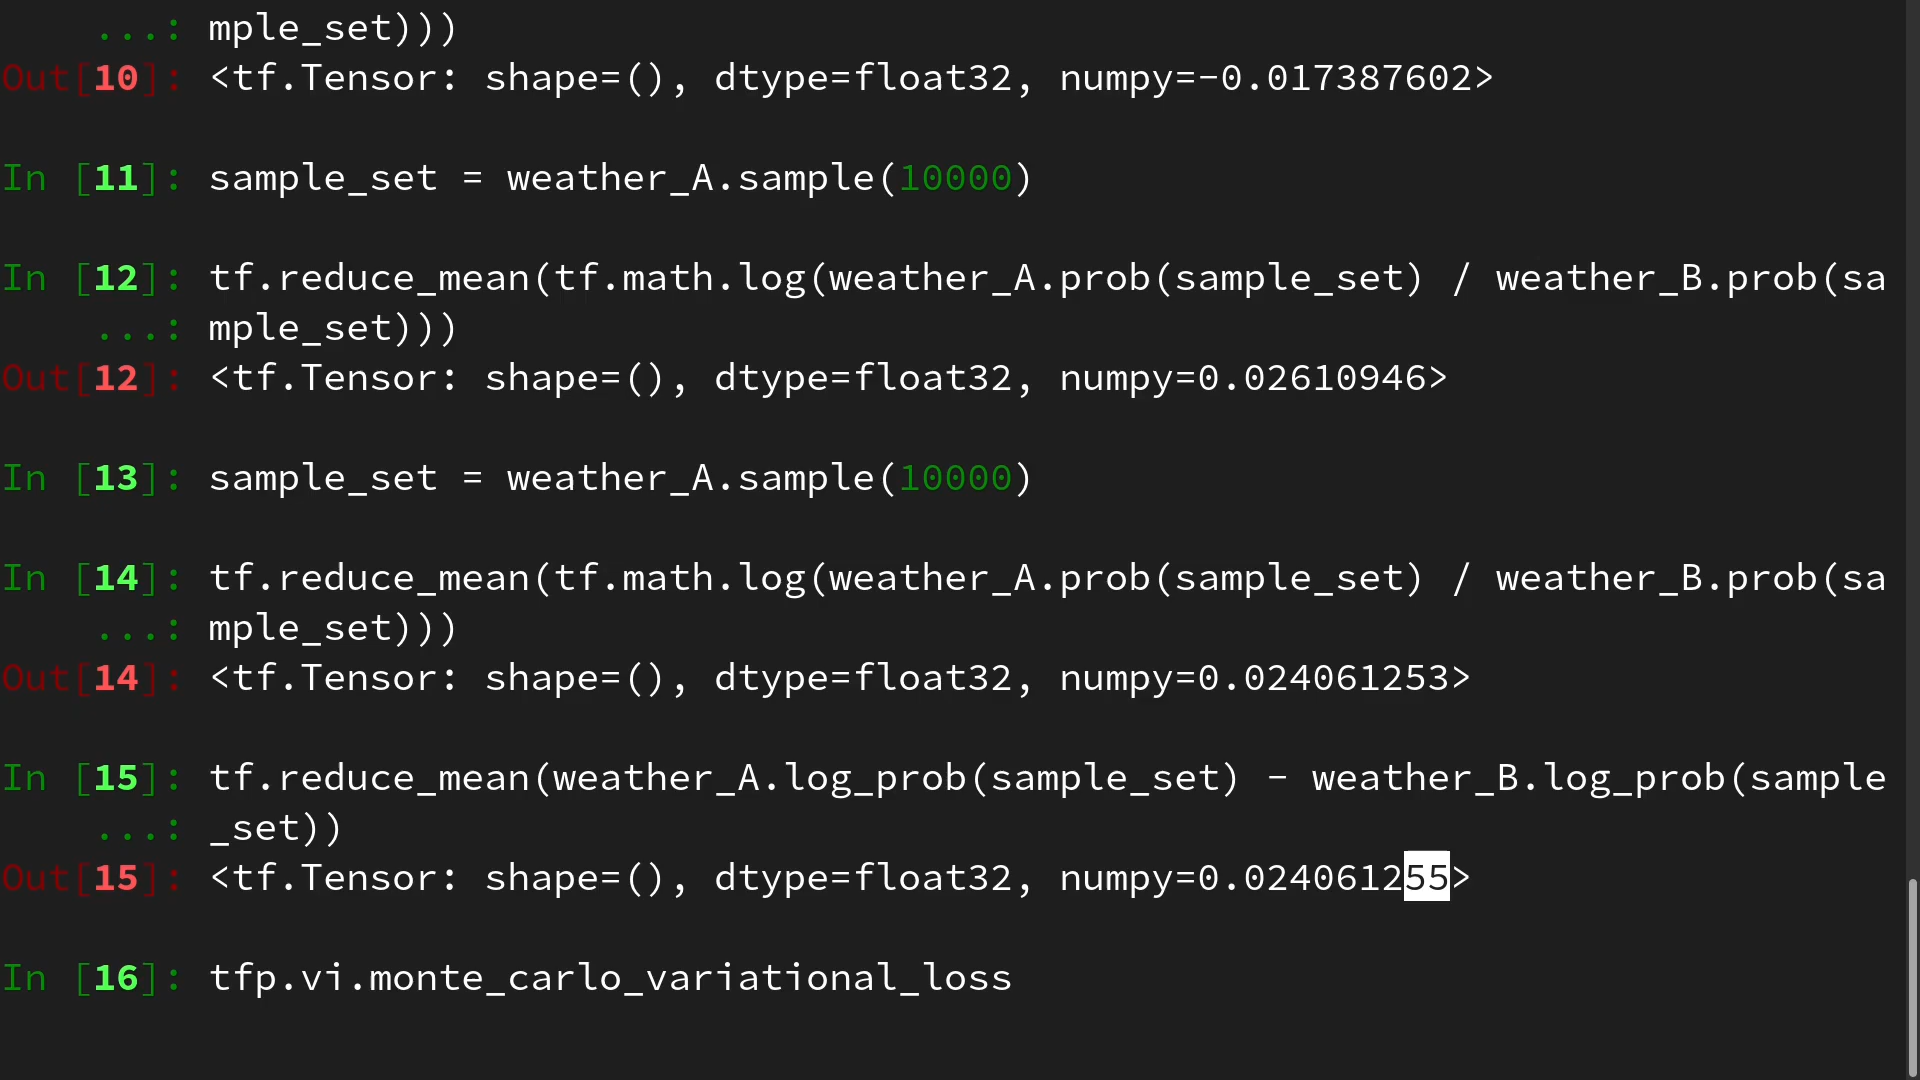 ...: mple_set)))
Out[10]: <tf.Tensor: shape=(), dtype=float32, numpy=-0.017387602>
In [11]: sample_set = weather_A.sample(10000)
In [12]: tf.reduce_mean(tf.math.log(weather_A.prob(sample_set) / weather_B.prob(sa
...: mple_set)))
Out[12]: <tf.Tensor: shape=(), dtype=float32, numpy=0.02610946>
In [13]: sample_set = weather_A.sample(10000)
In [14]: tf.reduce_mean(tf.math.log(weather_A.prob(sample_set) / weather_B.prob(sa
...: mple_set)))
Out[14]: <tf.Tensor: shape=(), dtype=float32, numpy=0.024061253>
In [15]: tf.reduce_mean(weather_A.log_prob(sample_set) - weather_B.log_prob(sample
...: _set))
Out[15]: <tf.Tensor: shape=(), dtype=float32, numpy=0.024061255>
In [16]: tfp.vi.monte_carlo_variational_loss